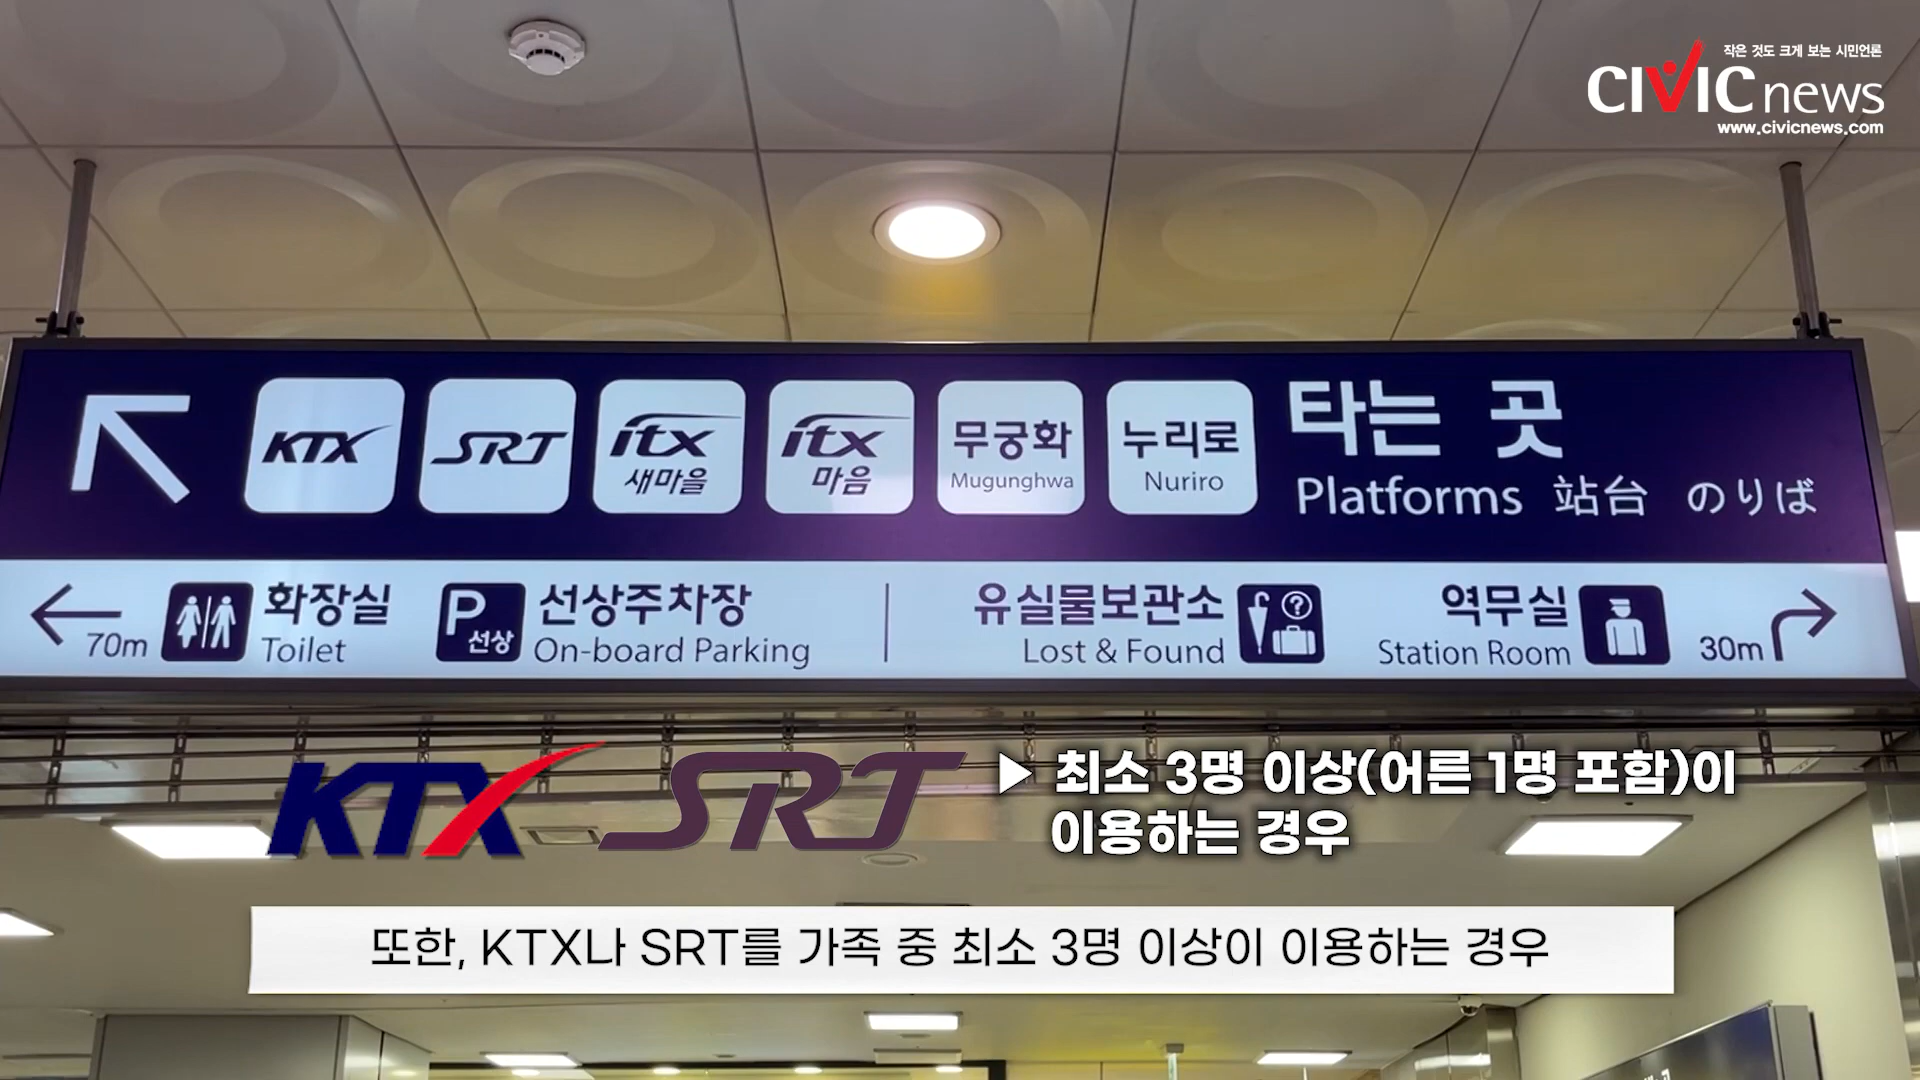 작은 것도 크게 보는 시민언론
CIVIC news
www.civicnews.com
KTX SRT itx 새마을 itx 마음 무궁화 Mugunghwa 누리로 Nuriro 타는 곳
Platforms 站台 のりば
70m 화장실 Toilet P 선상 선상주차장 On-board Parking
유실물보관소 Lost & Found ? 역무실 Station Room 30m
KTX SRT ▶ 최소 3명 이상(어른 1명 포함)이
이용하는 경우
또한, KTX나 SRT를 가족 중 최소 3명 이상이 이용하는 경우